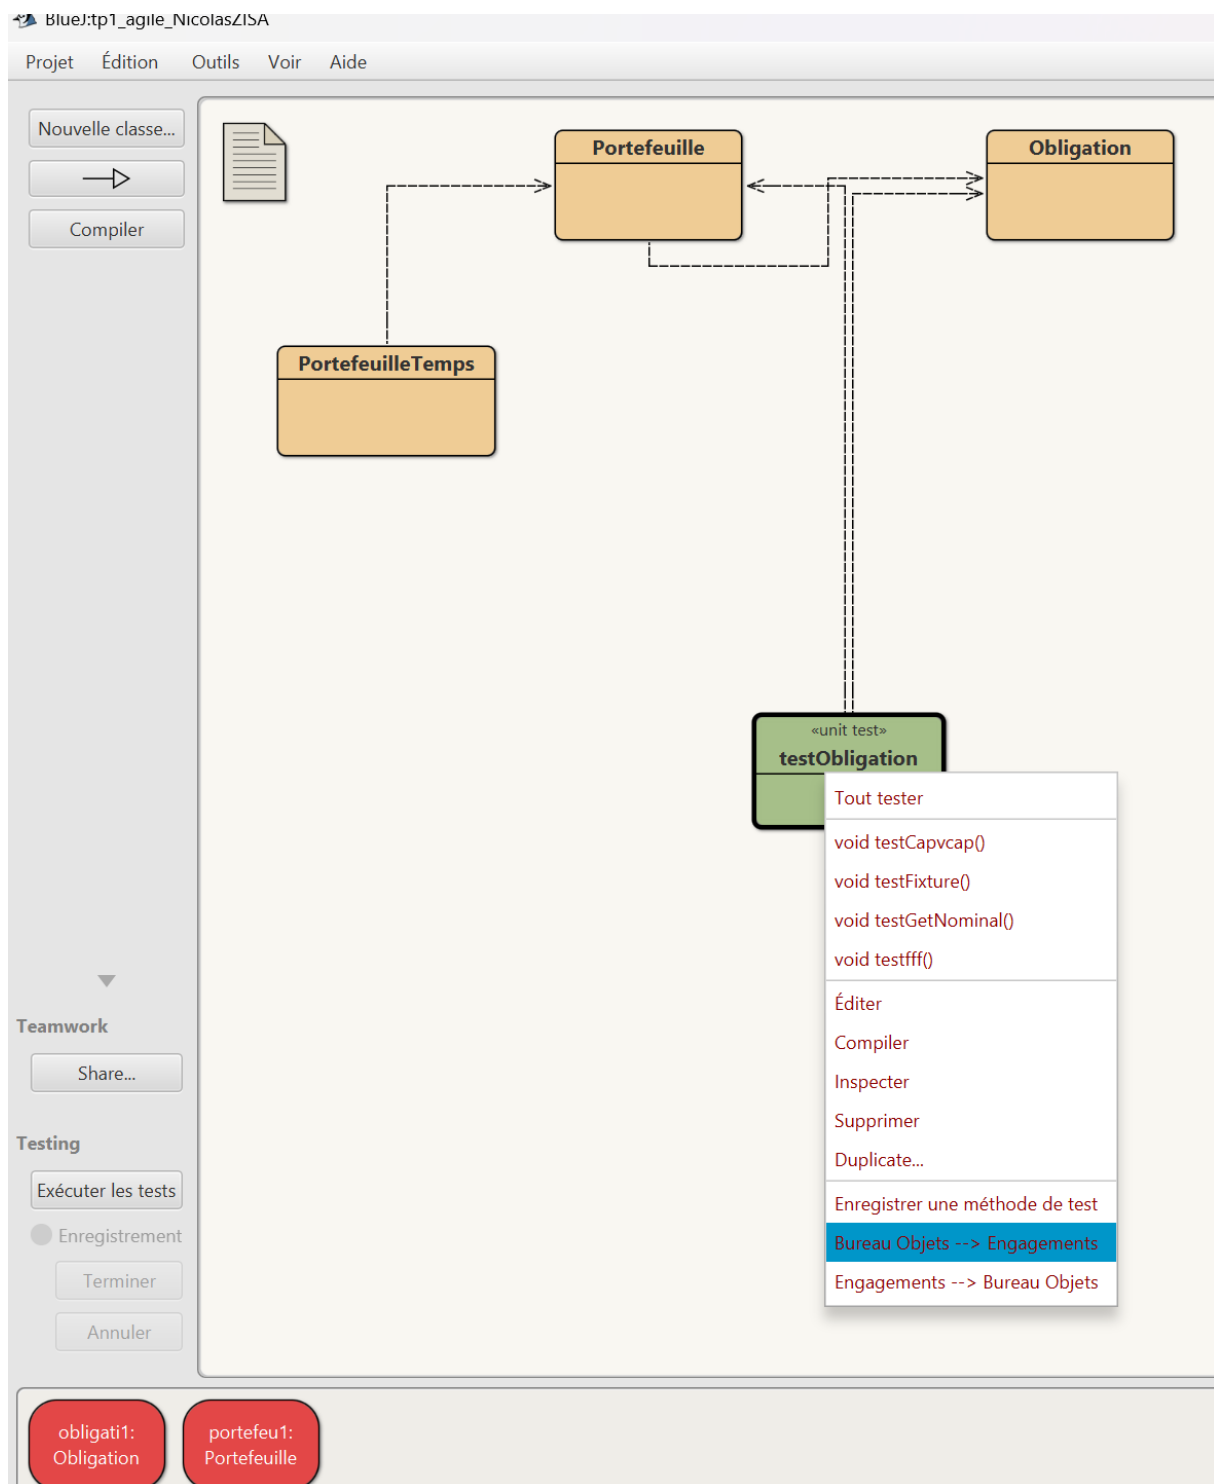 BlueJ:tp1_agile_NicolasZISA
Projet Édition Outils Voir Aide
Nouvelle classe...
Compiler
Portefeuille
Obligation
PortefeuilleTemps
«unit test»
testObligation
Tout tester
void testCapvcap()
void testFixture()
void testGetNominal()
void testfff()
Éditer
Compiler
Inspecter
Supprimer
Duplicate...
Enregistrer une méthode de test
Bureau Objets --> Engagements
Engagements --> Bureau Objets
Teamwork
Share...
Testing
Exécuter les tests
Enregistrement
Terminer
Annuler
obligati1:
Obligation
portefeu1:
Portefeuille